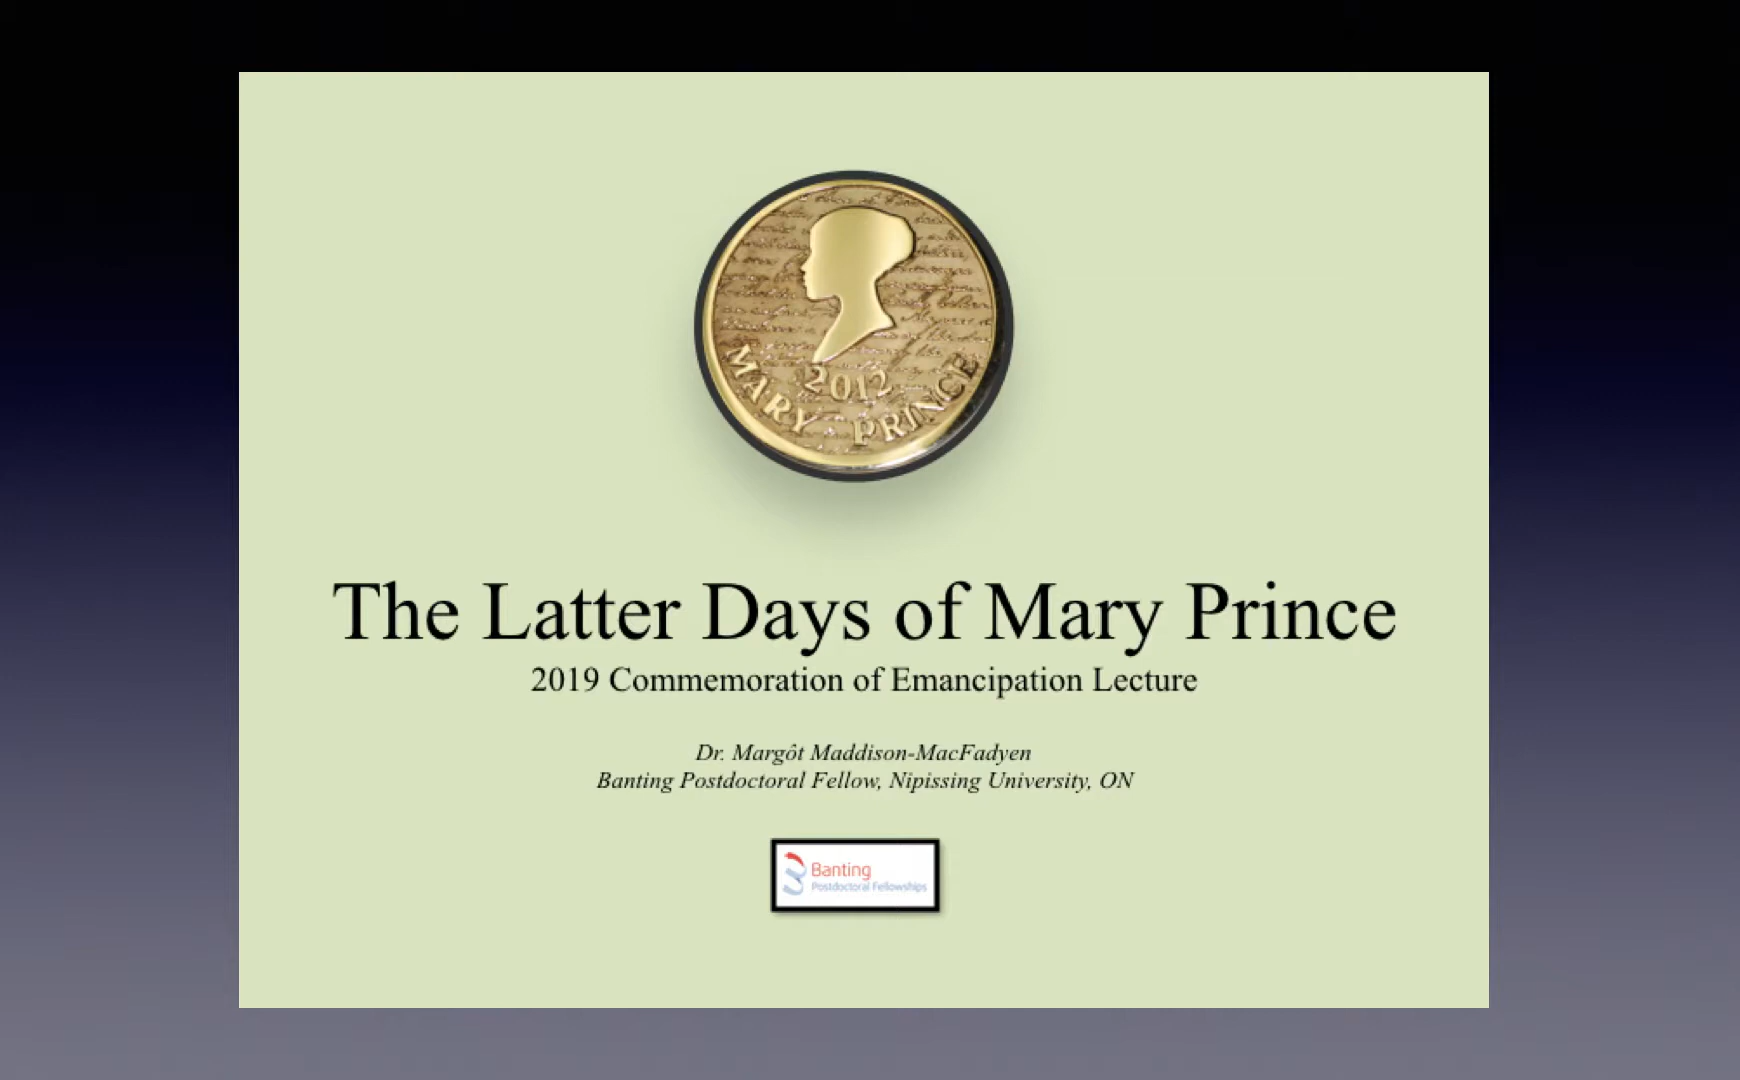 2012
MARY · PRINCE
The Latter Days of Mary Prince
2019 Commemoration of Emancipation Lecture
Dr. Margôt Maddison-MacFadyen
Banting Postdoctoral Fellow, Nipissing University, ON
Banting
Postdoctoral Fellowships